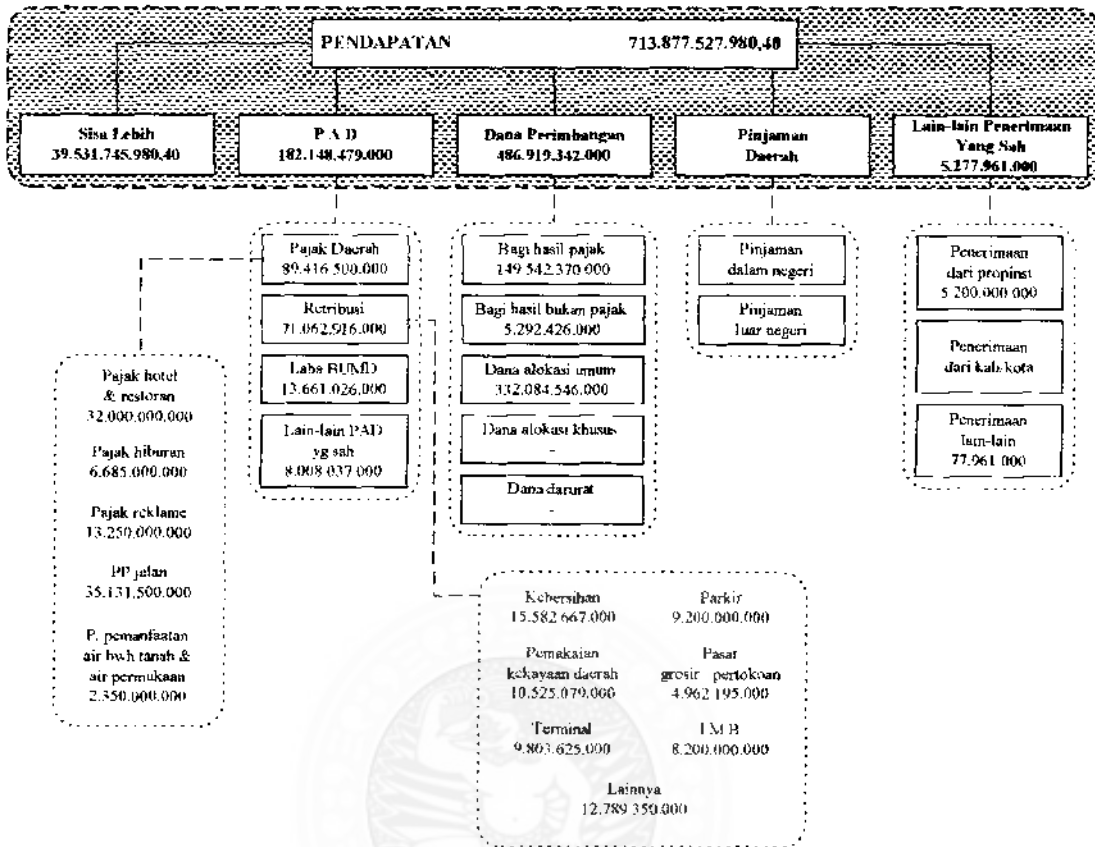 PENDAPATAN 713.877.527.980,40
Sisa Lebih
39.531.745.980,40
P A D
182.148.479.000
Dana Perimbangan
486.919.342.000
Pinjaman
Daerah
Lain-lain Penerimaan
Yang Sah
5.277.961.000
Pajak Daerah
89.416.500.000
Retribusi
71.062.916.000
Laba BUMD
13.661.026.000
Lain-lain PAD
yg sah
8.008.037.000
Bagi hasil pajak
149.542.370.000
Bagi hasil bukan pajak
5.292.426.000
Dana alokasi umum
332.084.546.000
Dana alokasi khusus
-
Dana darurat
-
Pinjaman
dalam negeri
Pinjaman
luar negeri
Penerimaan
dari propinsi
5.200.000.000
Penerimaan
dari kab/kota
Penerimaan
lain-lain
77.961.000
Pajak hotel
& restoran
32.000.000.000
Pajak hiburan
6.685.000.000
Pajak reklame
13.250.000.000
PP jalan
35.131.500.000
P. pemanfaatan
air bwh tanah &
air permukaan
2.350.000.000
Kebersihan
15.582.667.000
Parkir
9.200.000.000
Pemakaian
kekayaan daerah
10.525.079.000
Pasar
grosir pertokoan
4.962.195.000
Terminal
9.803.625.000
I M B
8.200.000.000
Lainnya
12.789.350.000